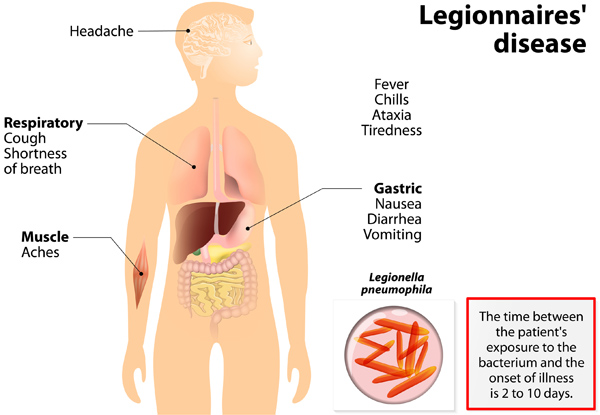 Legionnaires'
disease
Headache
Fever
Chills
Ataxia
Tiredness
Respiratory
Cough
Shortness
of breath
Gastric
Nausea
Diarrhea
Vomiting
Muscle
Aches
Legionella
pneumophila
The time between
the patient's
exposure to the
bacterium and the
onset of illness
is 2 to 10 days.